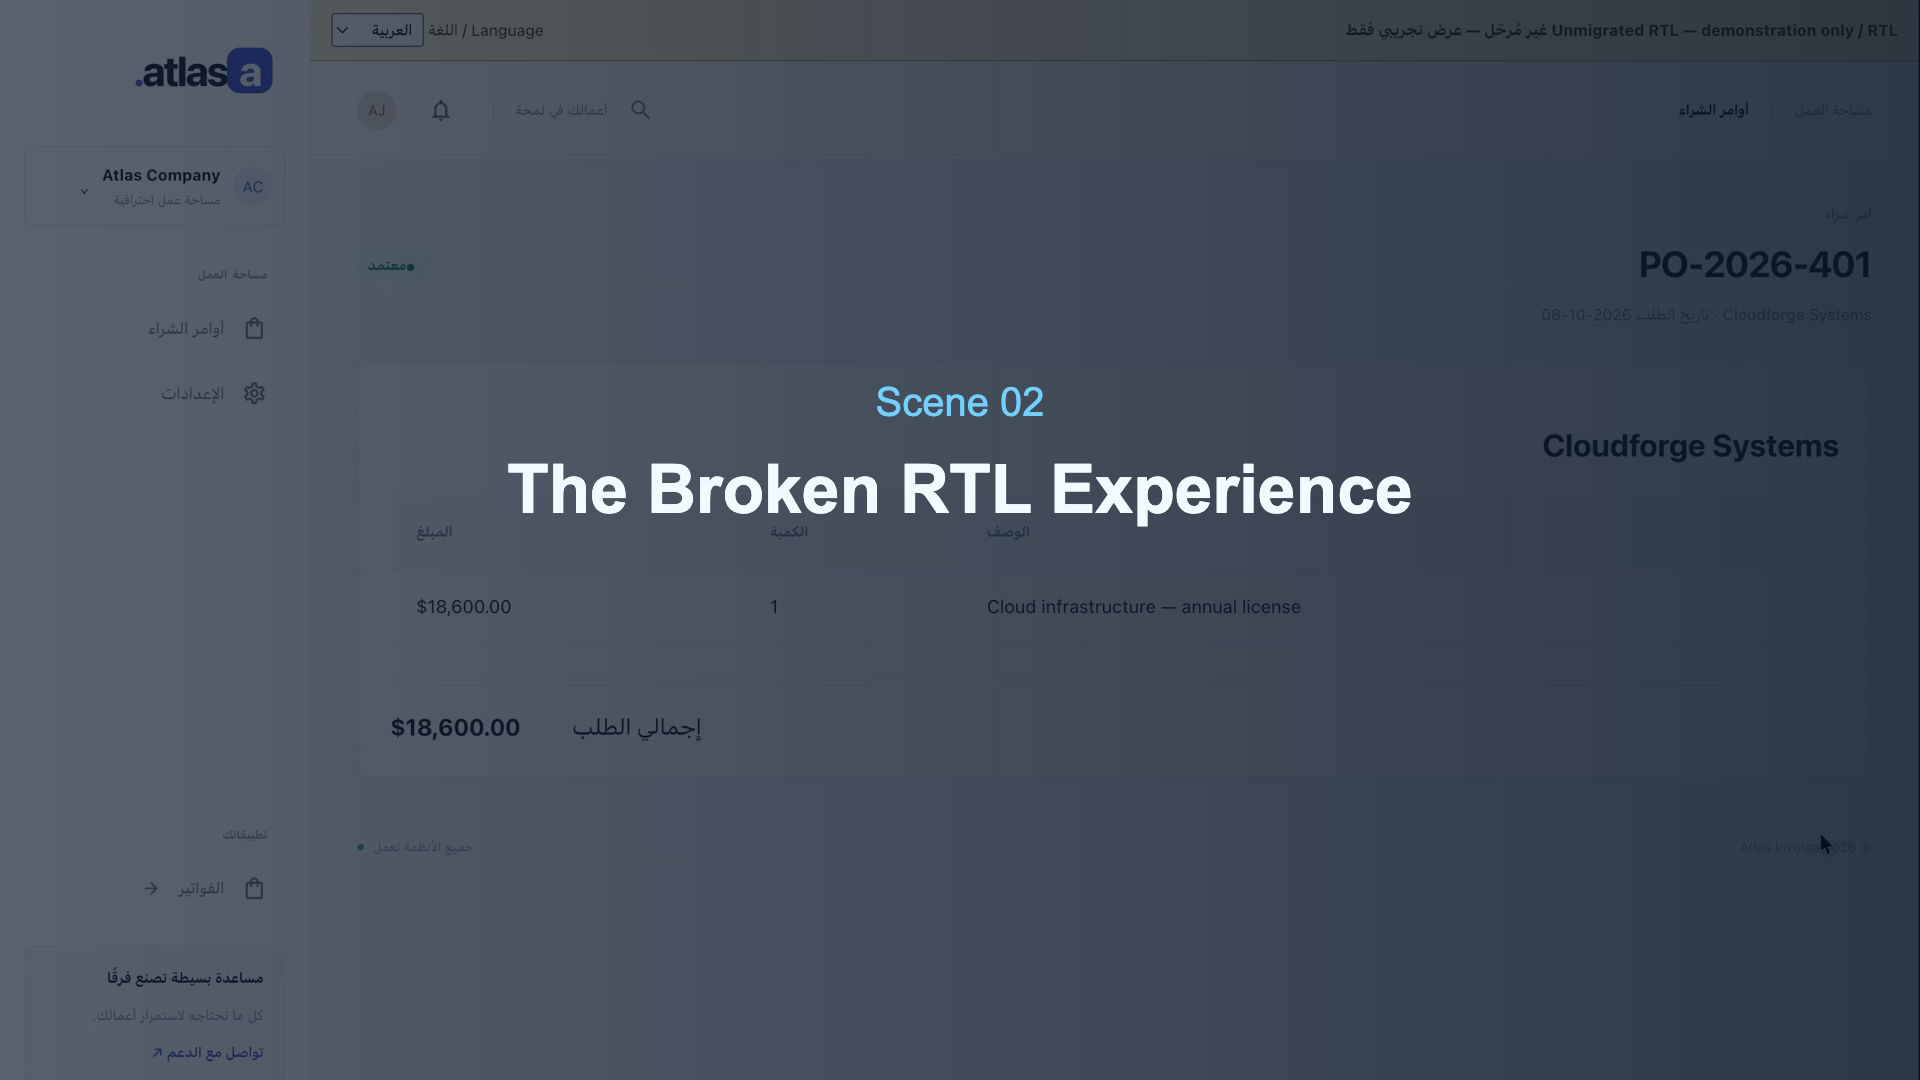 .atlas a
العربية
اللغة / Language
Unmigrated RTL — demonstration only / RTL غير مُرحّل — عرض تجريبي فقط
Atlas Company
مساحة عمل احترافية
AC
مساحة العمل
أوامر الشراء
الإعدادات
تطبيقاتك
الفواتير
مساعدة بسيطة تصنع فرقًا
كل ما تحتاجه لاستمرار أعمالك.
تواصل مع الدعم ↗
مساحة العمل / أوامر الشراء
أعمالك في لمحة
AJ
أمر شراء
PO-2026-401
معتمد
Cloudforge Systems · تاريخ الطلب 2026-10-08
Scene 02
The Broken RTL Experience
Cloudforge Systems
الوصف الكمية المبلغ
Cloud infrastructure — annual license 1 $18,600.00
إجمالي الطلب $18,600.00
جميع الأنظمة تعمل
© Atlas Invoice